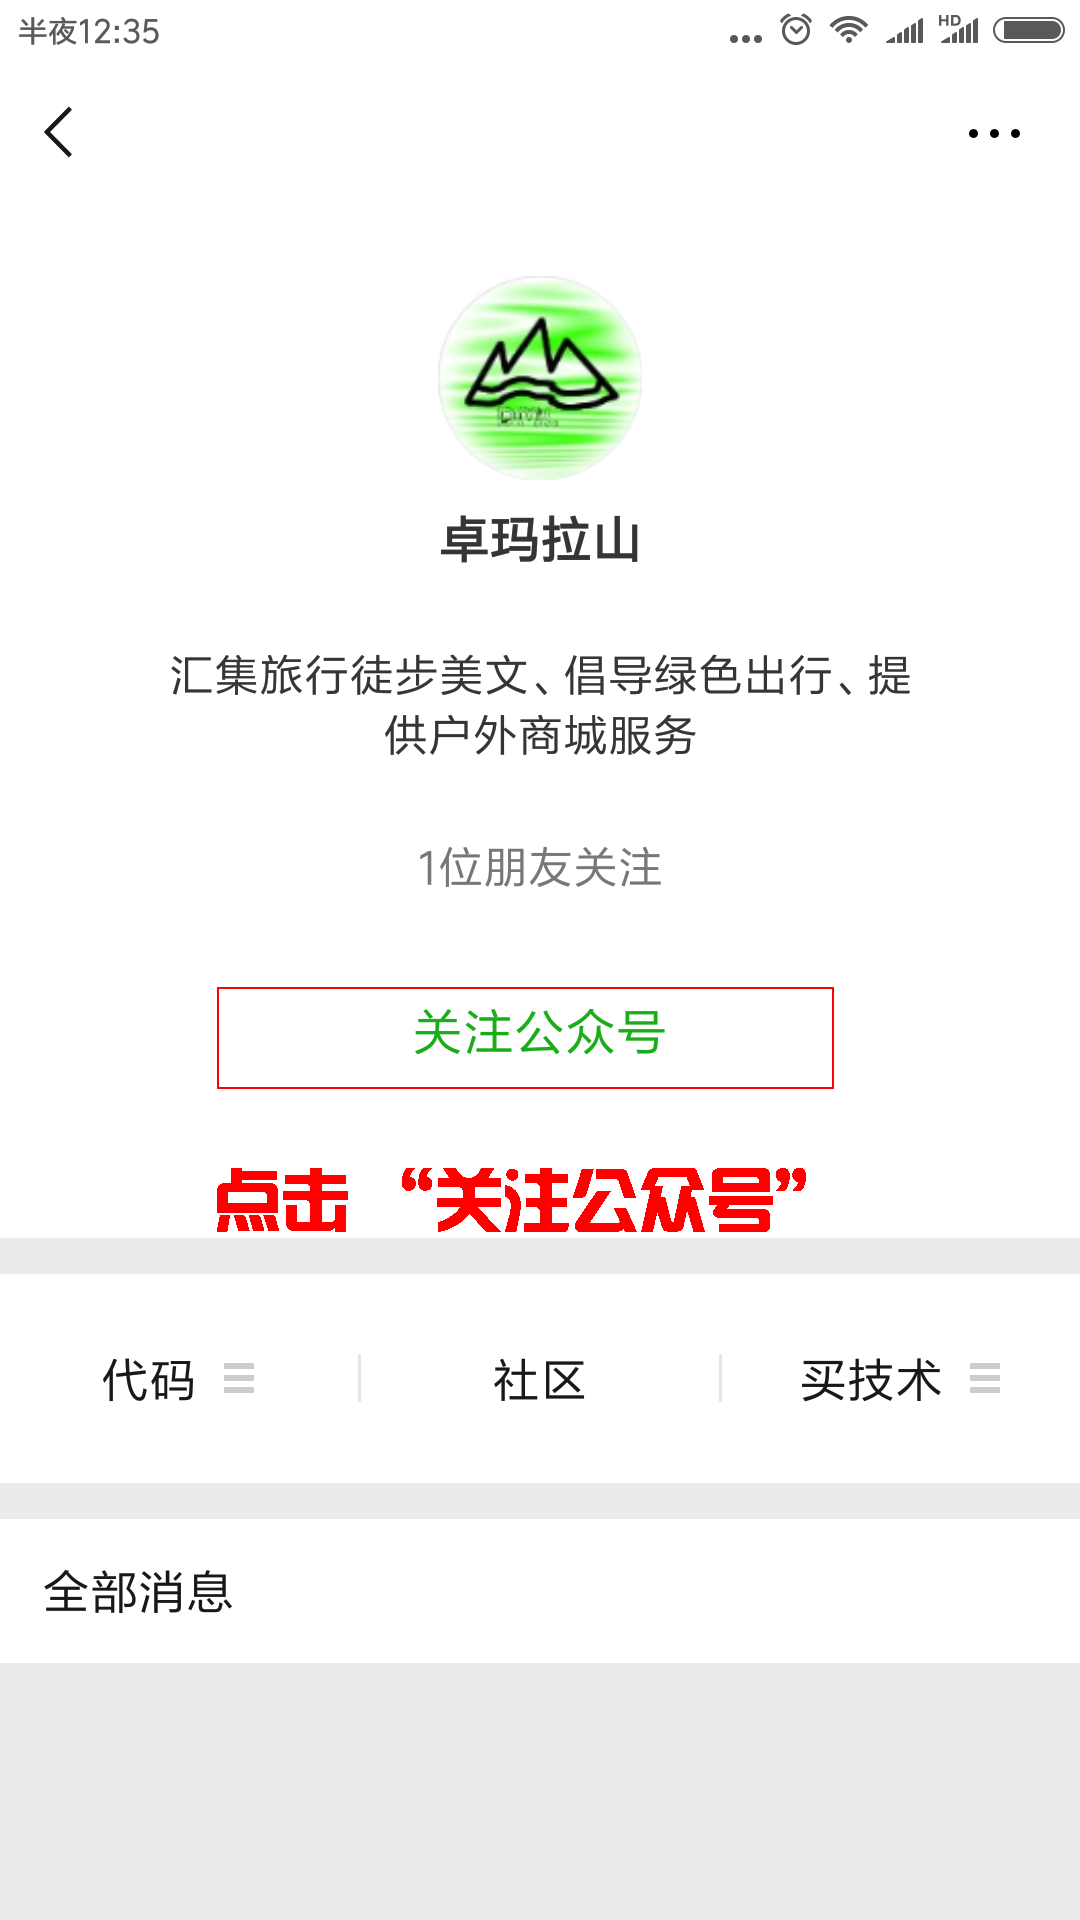 半夜12:35
HD
卓玛拉山
汇集旅行徒步美文、倡导绿色出行、提
供户外商城服务
1位朋友关注
关注公众号
点击 “关注公众号”
代码
社区
买技术
全部消息